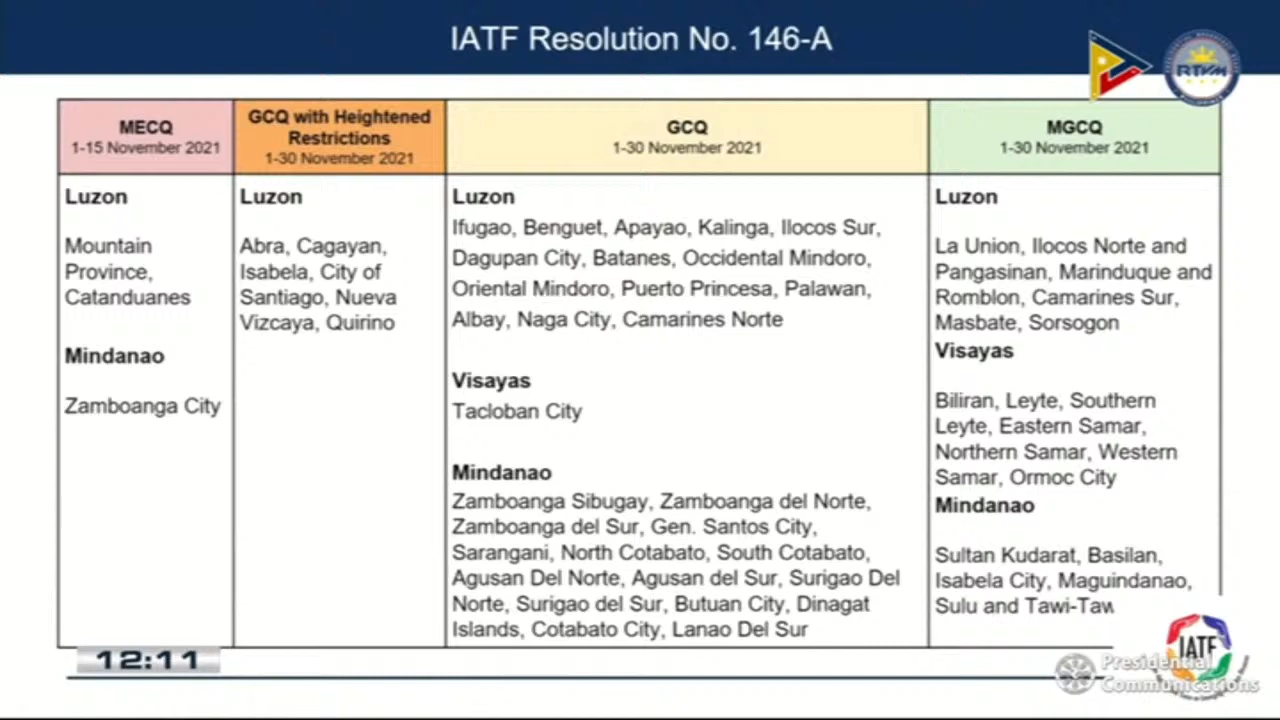 IATF Resolution No. 146-A
RTVM
MECQ
1-15 November 2021
Luzon
Mountain
Province,
Catanduanes
Mindanao
Zamboanga City
GCQ with Heightened
Restrictions
1-30 November 2021
Luzon
Abra, Cagayan,
Isabela, City of
Santiago, Nueva
Vizcaya, Quirino
GCQ
1-30 November 2021
Luzon
Ifugao, Benguet, Apayao, Kalinga, Ilocos Sur,
Dagupan City, Batanes, Occidental Mindoro,
Oriental Mindoro, Puerto Princesa, Palawan,
Albay, Naga City, Camarines Norte
Visayas
Tacloban City
Mindanao
Zamboanga Sibugay, Zamboanga del Norte,
Zamboanga del Sur, Gen. Santos City,
Sarangani, North Cotabato, South Cotabato,
Agusan Del Norte, Agusan del Sur, Surigao Del
Norte, Surigao del Sur, Butuan City, Dinagat
Islands, Cotabato City, Lanao Del Sur
MGCQ
1-30 November 2021
Luzon
La Union, Ilocos Norte and
Pangasinan, Marinduque and
Romblon, Camarines Sur,
Masbate, Sorsogon
Visayas
Biliran, Leyte, Southern
Leyte, Eastern Samar,
Northern Samar, Western
Samar, Ormoc City
Mindanao
Sultan Kudarat, Basilan,
Isabela City, Maguindanao,
Sulu and Tawi-Taw
12:11
IATF
Presidential
Communications